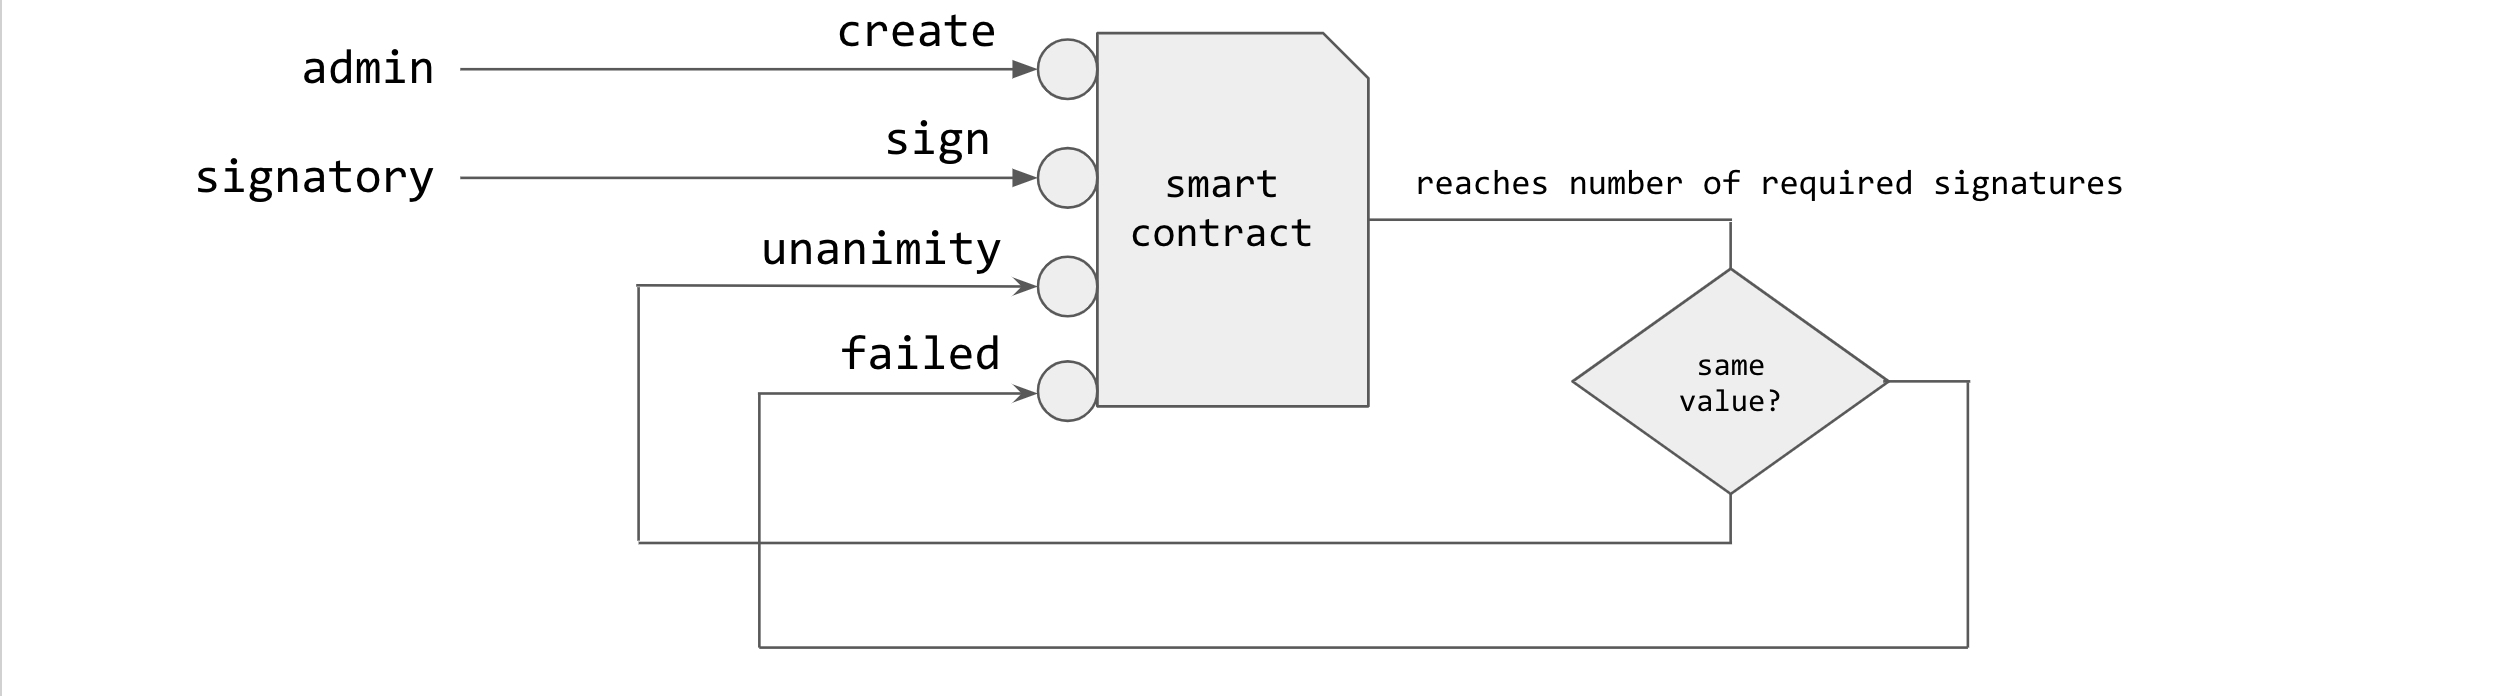 create
admin
sign
signatory
smart
contract
reaches number of required signatures
unanimity
failed
same
value?